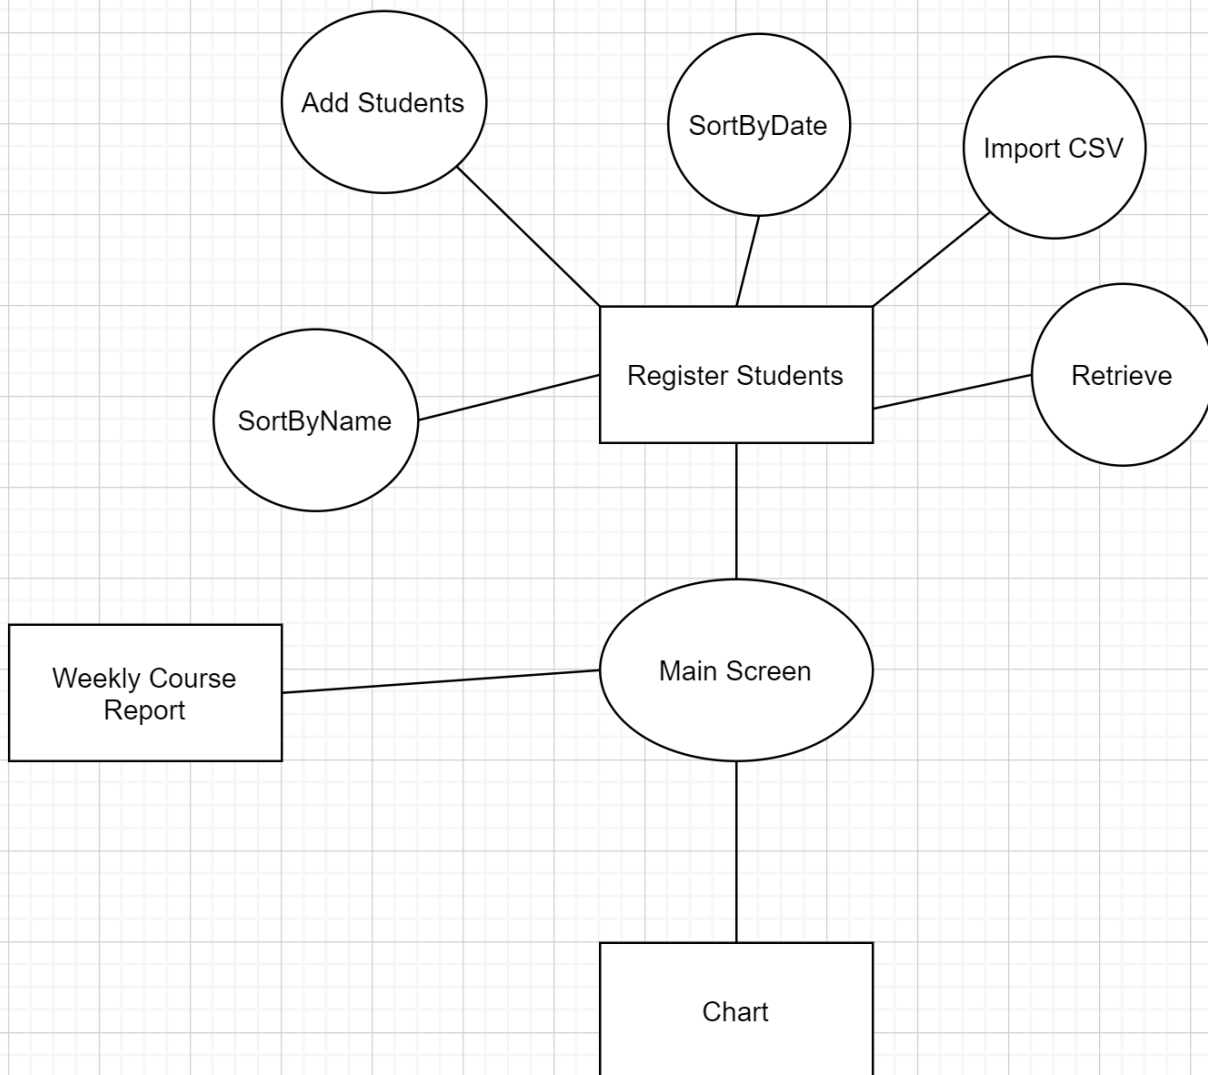 Add Students
SortByDate
Import CSV
Register Students
Retrieve
SortByName
Main Screen
Weekly Course
Report
Chart